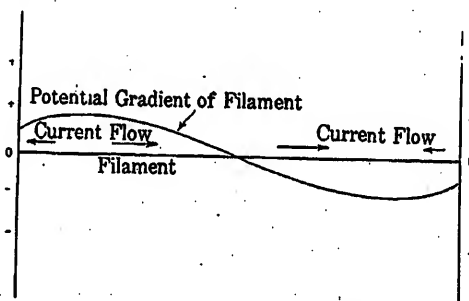 +
+
Potential Gradient of Filament
Current Flow
Current Flow
0
Filament
-
-